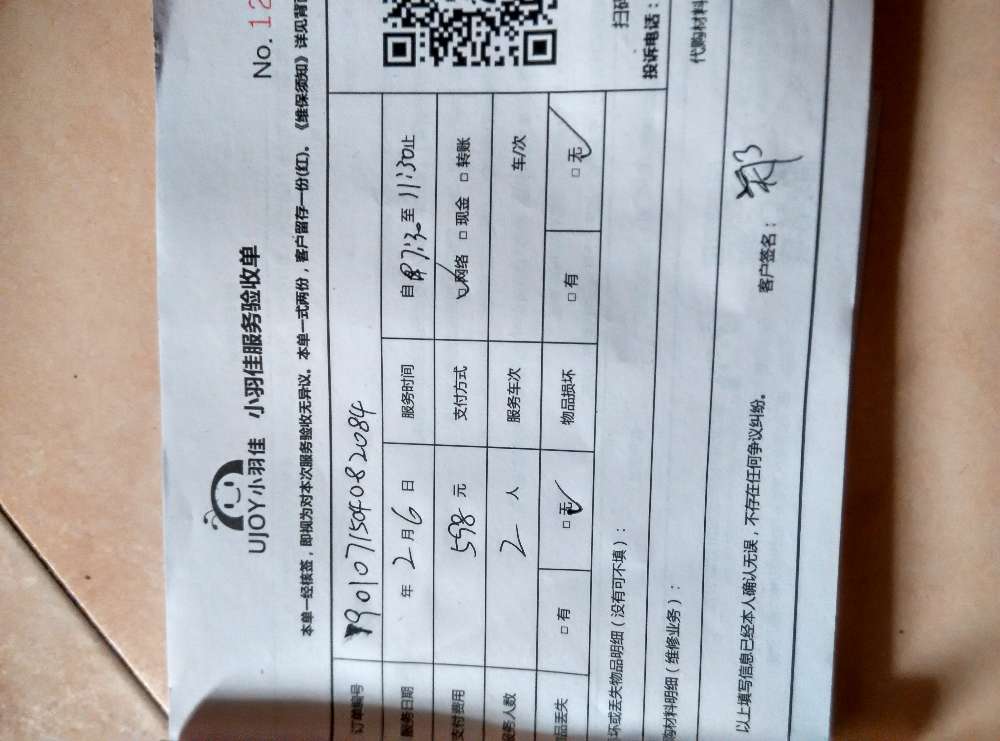 No. 12
UJOY小羽佳 小羽佳服务验收单
本单一经核签，即视为对本次服务验收无异议。本单一式两份，客户留存一份(红)。《维保须知》详见背
订单编号 190107150408 2084
服务日期 年 2月6日 服务时间 自 7:30 至 11:30止
支付费用 598 元 支付方式 □网络 □现金 □转账
服务人数 2 人 服务车次 车/次
品丢失 □有 □无 物品损坏 □有 □无
坏或丢失物品明细（没有可不填）：
扫码
投诉电话：
购材料明细（维修业务）：
代购材料
以上填写信息已经本人确认无误，不存在任何争议纠纷。 客户签名： 郑